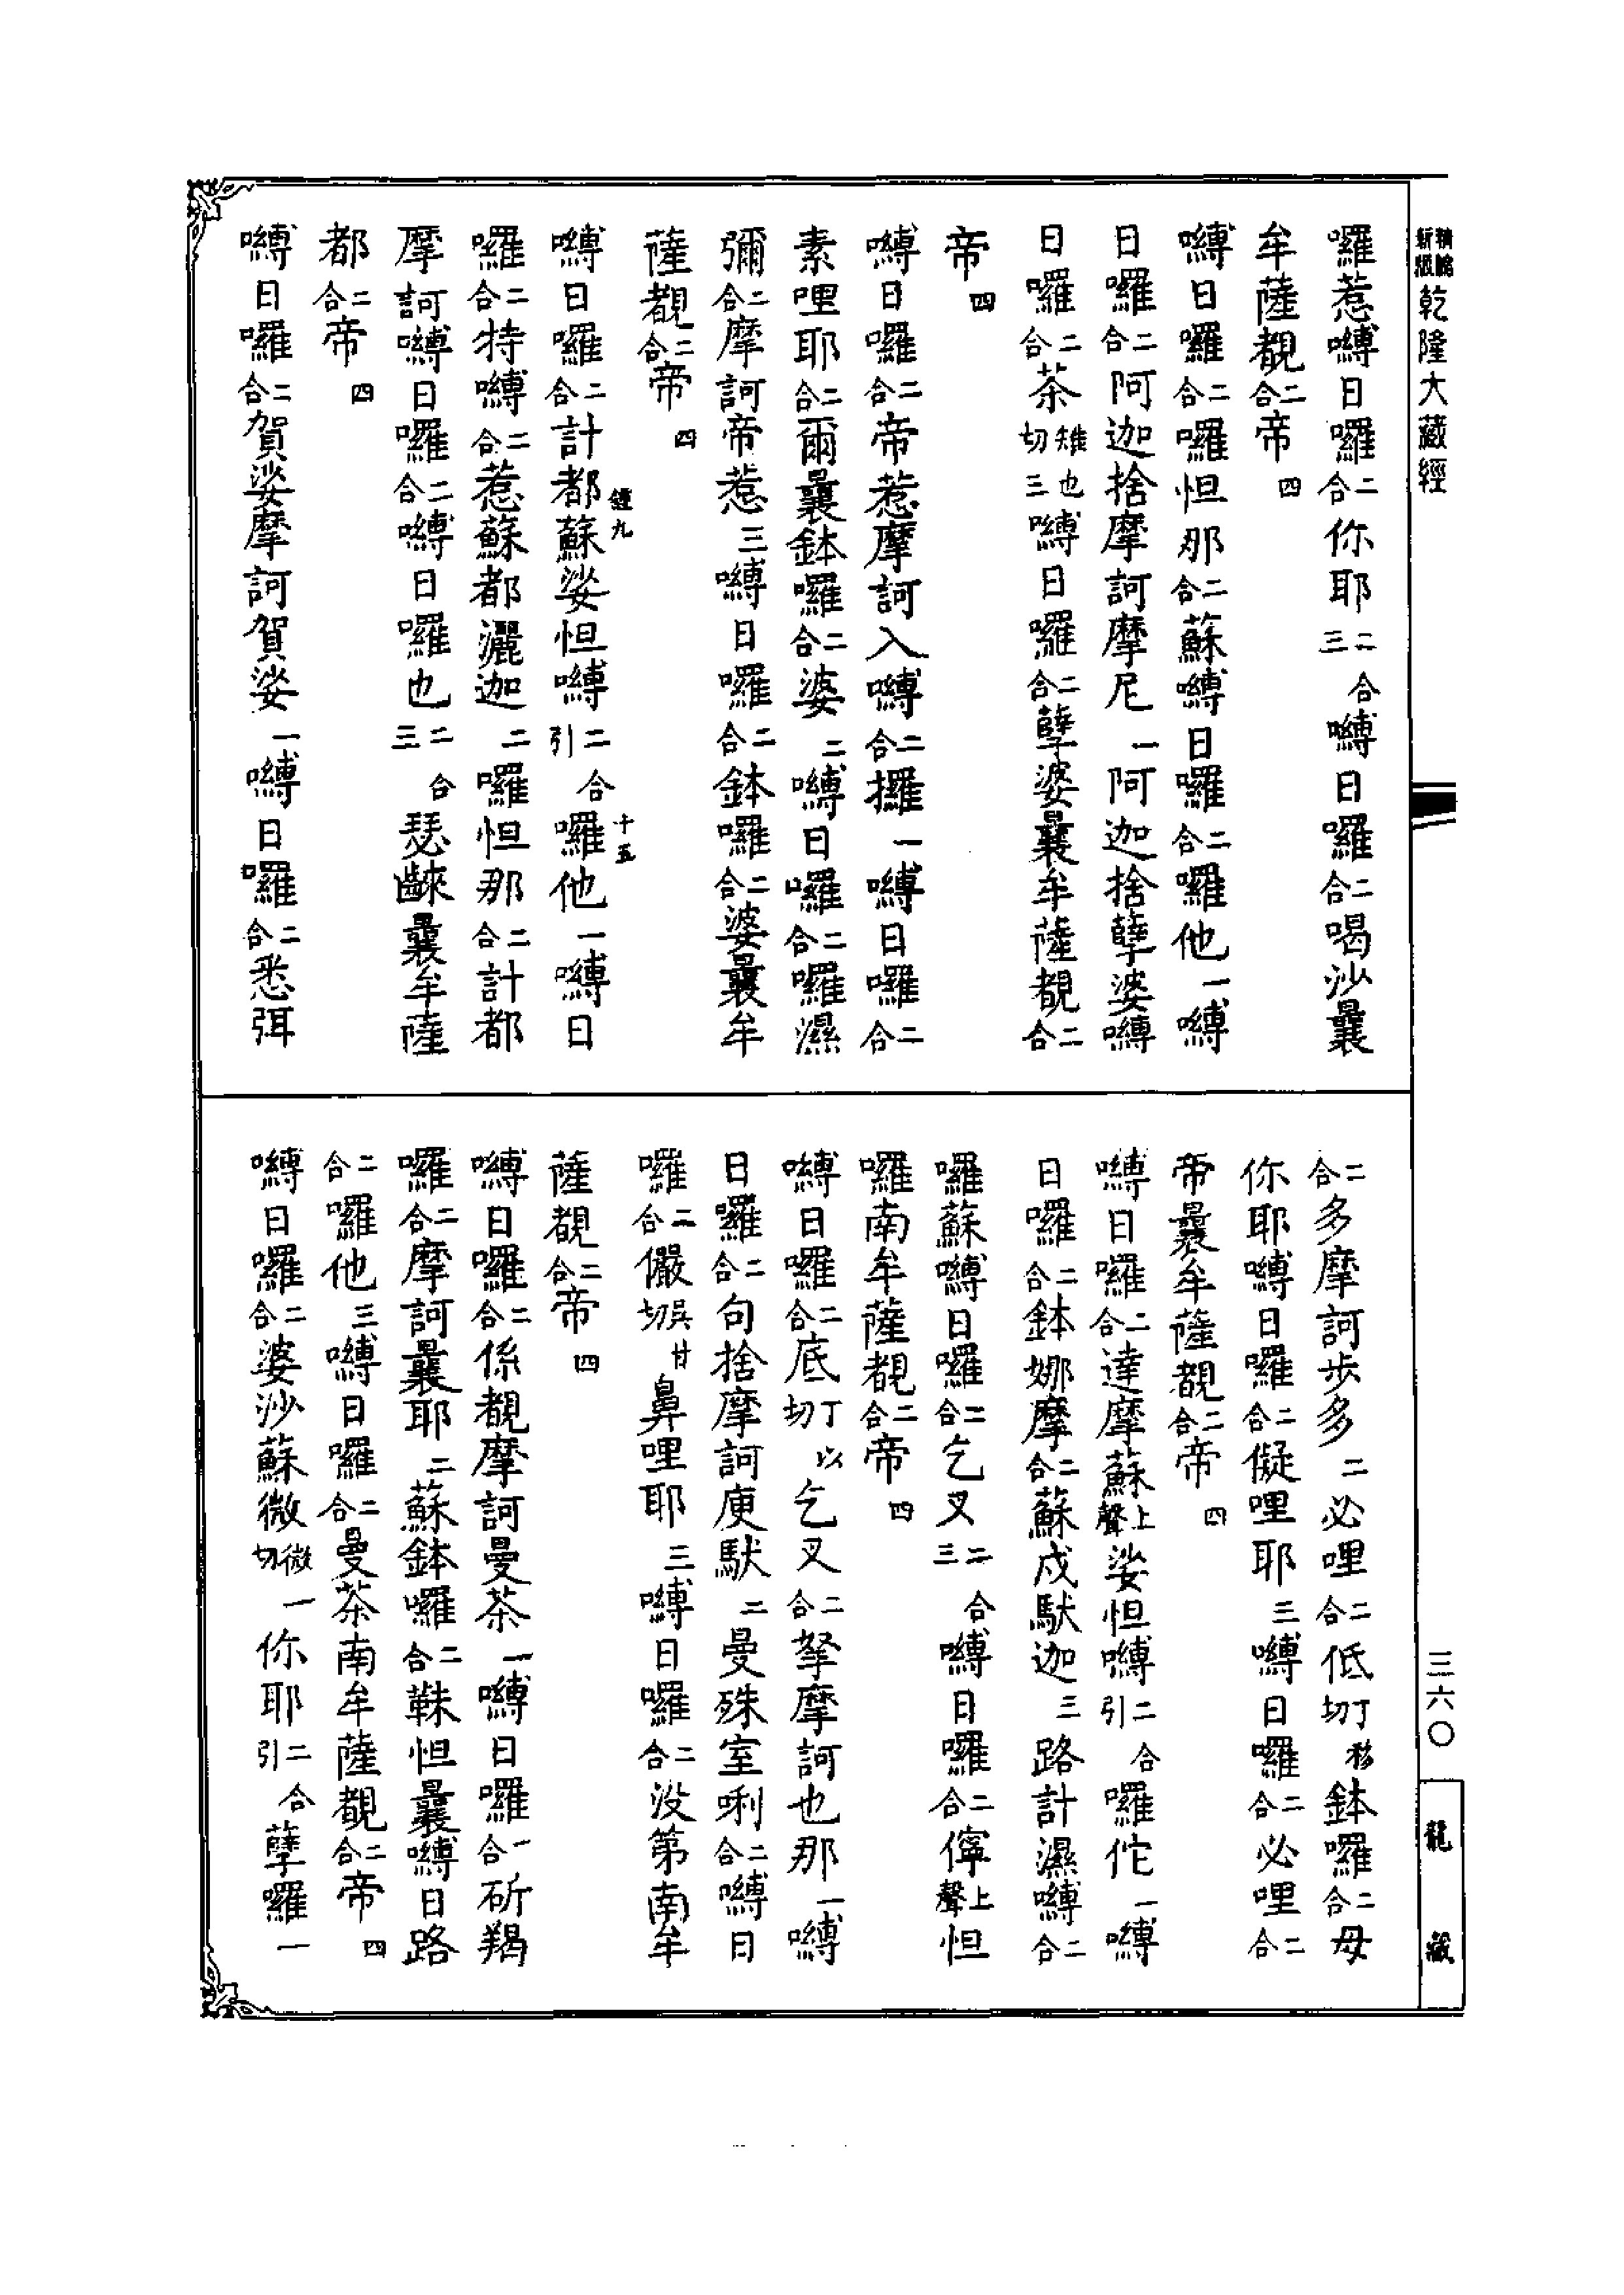 新版精縮乾隆大藏經
囉惹嚩日囉二合你耶二合三嚩日囉二合喝沙曩
牟薩覩二合帝四
嚩日囉二合囉怛那二合蘇嚩日囉二合囉他一嚩
日囉二合阿迦捨摩訶摩尼一阿迦捨孽婆嚩
日囉二合茶雉也切三嚩日囉二合孽婆曩牟薩覩二合
帝四
嚩日囉二合帝惹摩訶入嚩二合攞一嚩日囉二合
素哩耶二合爾曩鉢囉二合婆二嚩日囉二合囉濕
彌二合摩訶帝惹三嚩日囉二合鉢囉二合婆曩牟
薩覩二合帝四
嚩日囉二合計都蘇娑怛嚩二合引囉他一嚩日
鍾九
十五
囉二合特嚩二合惹蘇都灑迦二囉怛那二合計都
摩訶嚩日囉二合嚩日囉也二合三瑟㘑曩牟薩
都二合帝四
嚩日囉二合賀娑摩訶賀娑一嚩日囉二合悉弭
二合多摩訶步多多二必哩二合低丁移切鉢囉二合母
你耶嚩日囉二合儗哩耶三嚩日囉二合必哩二合
帝曩牟薩覩二合帝四
嚩日囉二合達摩蘇上聲娑怛嚩二合引囉佗一嚩
日囉二合鉢娜摩二合蘇戍馱迦三路計濕嚩二合
囉蘇嚩日囉二合乞叉二合三嚩日囉二合儜上聲怛
囉南牟薩覩二合帝四
嚩日囉二合底丁以切乞叉二合拏摩訶也那一嚩
日囉二合句捨摩訶庾馱二曼殊室唎二合嚩日
囉二合儼吳甘切鼻哩耶三嚩日囉二合沒第南牟
薩覩二合帝四
嚩日囉二合係覩摩訶曼茶一嚩日囉一合斫羯
囉二合摩訶曩耶二蘇鉢囉二合靺怛曩嚩日路
二合囉他三嚩日囉二合曼茶南牟薩覩二合帝四
嚩日囉二合婆沙蘇微微切一你耶二合引孽囉一
三六〇
龍藏